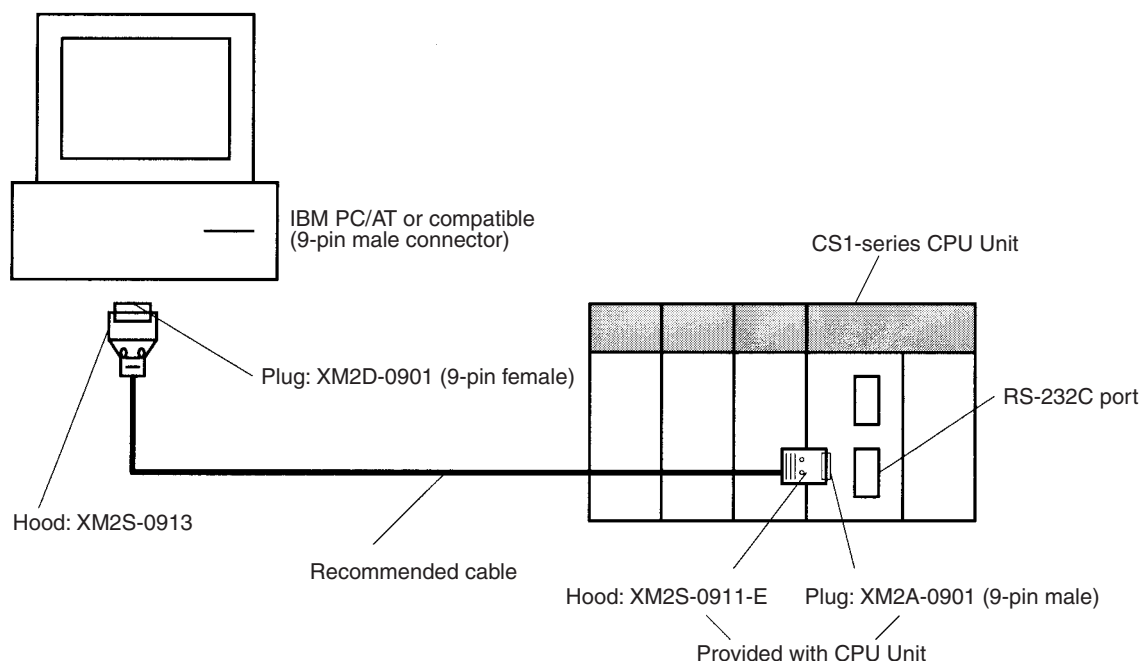 IBM PC/AT or compatible
(9-pin male connector)
CS1-series CPU Unit
Plug: XM2D-0901 (9-pin female)
RS-232C port
Hood: XM2S-0913
Recommended cable
Hood: XM2S-0911-E
Plug: XM2A-0901 (9-pin male)
Provided with CPU Unit